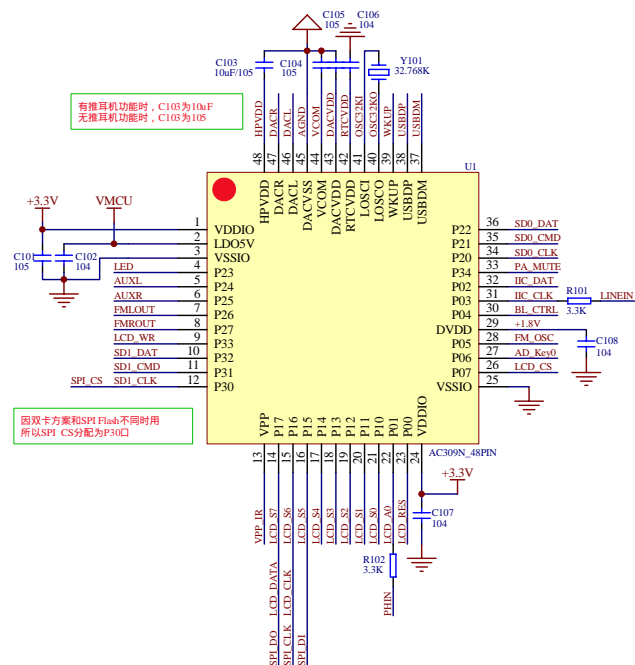 C105
105
C106
104
C103
10uF/105
C104
105
Y101
32.768K
有推耳机功能时，C103为10uF
无推耳机功能时，C103为105
HPVDD
DACR
DACL
AGND
VCOM
DACVDD
RTCVDD
OSC32KI
OSC32KO
WKUP
USBDP
USBDM
48
47
46
45
44
43
42
41
40
39
38
37
U1
HPVDD
DACR
DACL
DACVSS
VCOM
DACVDD
RTCVDD
LOSCI
LOSCO
WKUP
USBDP
USBDM
+3.3V
VMCU
C101
105
C102
104
1 VDDIO
2 LDO5V
3 VSSIO
LED 4 P23
AUXL 5 P24
AUXR 6 P25
FMLOUT 7 P26
FMROUT 8 P27
LCD_WR 9 P33
SD1_DAT 10 P32
SD1_CMD 11 P31
SPI_CS SD1_CLK 12 P30
P22 36 SD0_DAT
P21 35 SD0_CMD
P20 34 SD0_CLK
P34 33 PA_MUTE
P02 32 IIC_DAT
P03 31 IIC_CLK R101 LINEIN
3.3K
P04 30 BL_CTRL
DVDD 29 +1.8V
P05 28 FM_OSC
P06 27 AD_Key0
P07 26 LCD_CS
VSSIO 25
C108
104
因双卡方案和SPI Flash不同时用
所以SPI_CS分配为P30口
VPP
P17
P16
P15
P14
P13
P12
P11
P10
P01
P00
VDDIO
AC309N_48PIN
13
14
15
16
17
18
19
20
21
22
23
24
+3.3V
C107
104
VPP_IR
LCD_S7
LCD_S6
LCD_S5
LCD_S4
LCD_S3
LCD_S2
LCD_S1
LCD_S0
LCD_A0
LCD_RES
R102
3.3K
LCD_DATA
LCD_CLK
PHIN
SPI_DO
SPI_CLK
SPI_DI